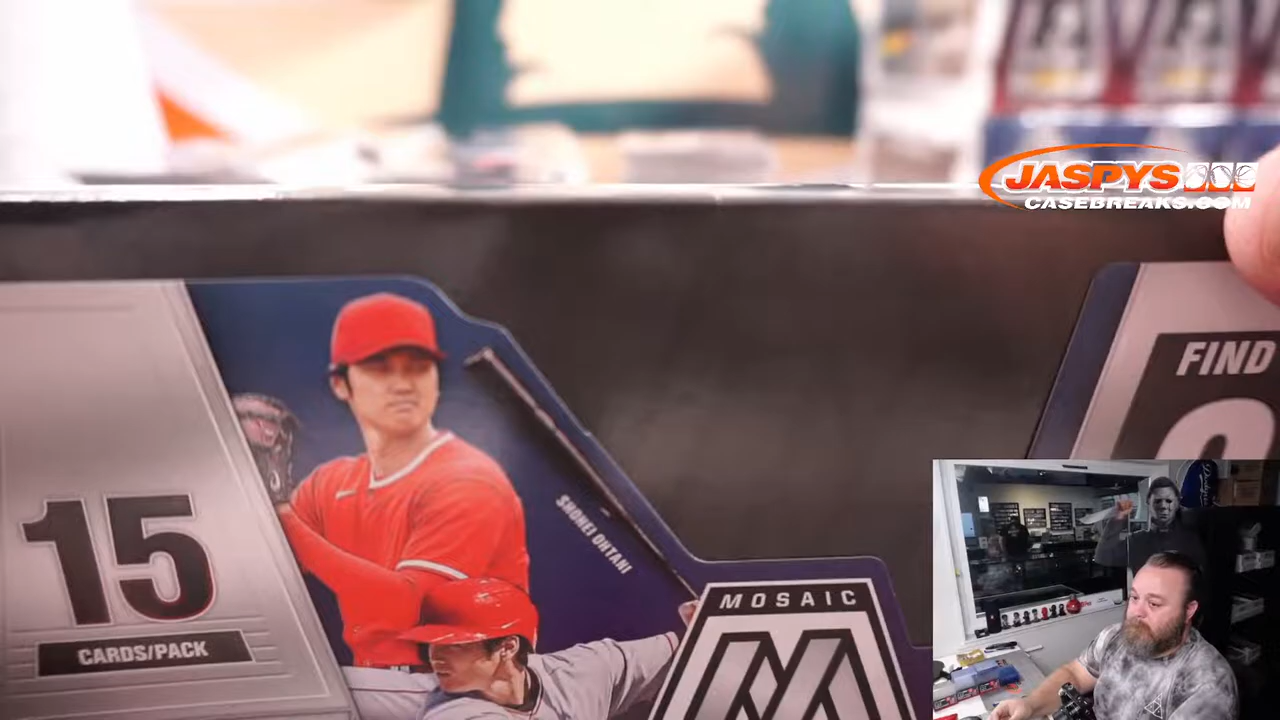 JASPYS
CASEBREAKS.COM
FIND
15
CARDS/PACK
SHOHEI OHTANI
MOSAIC